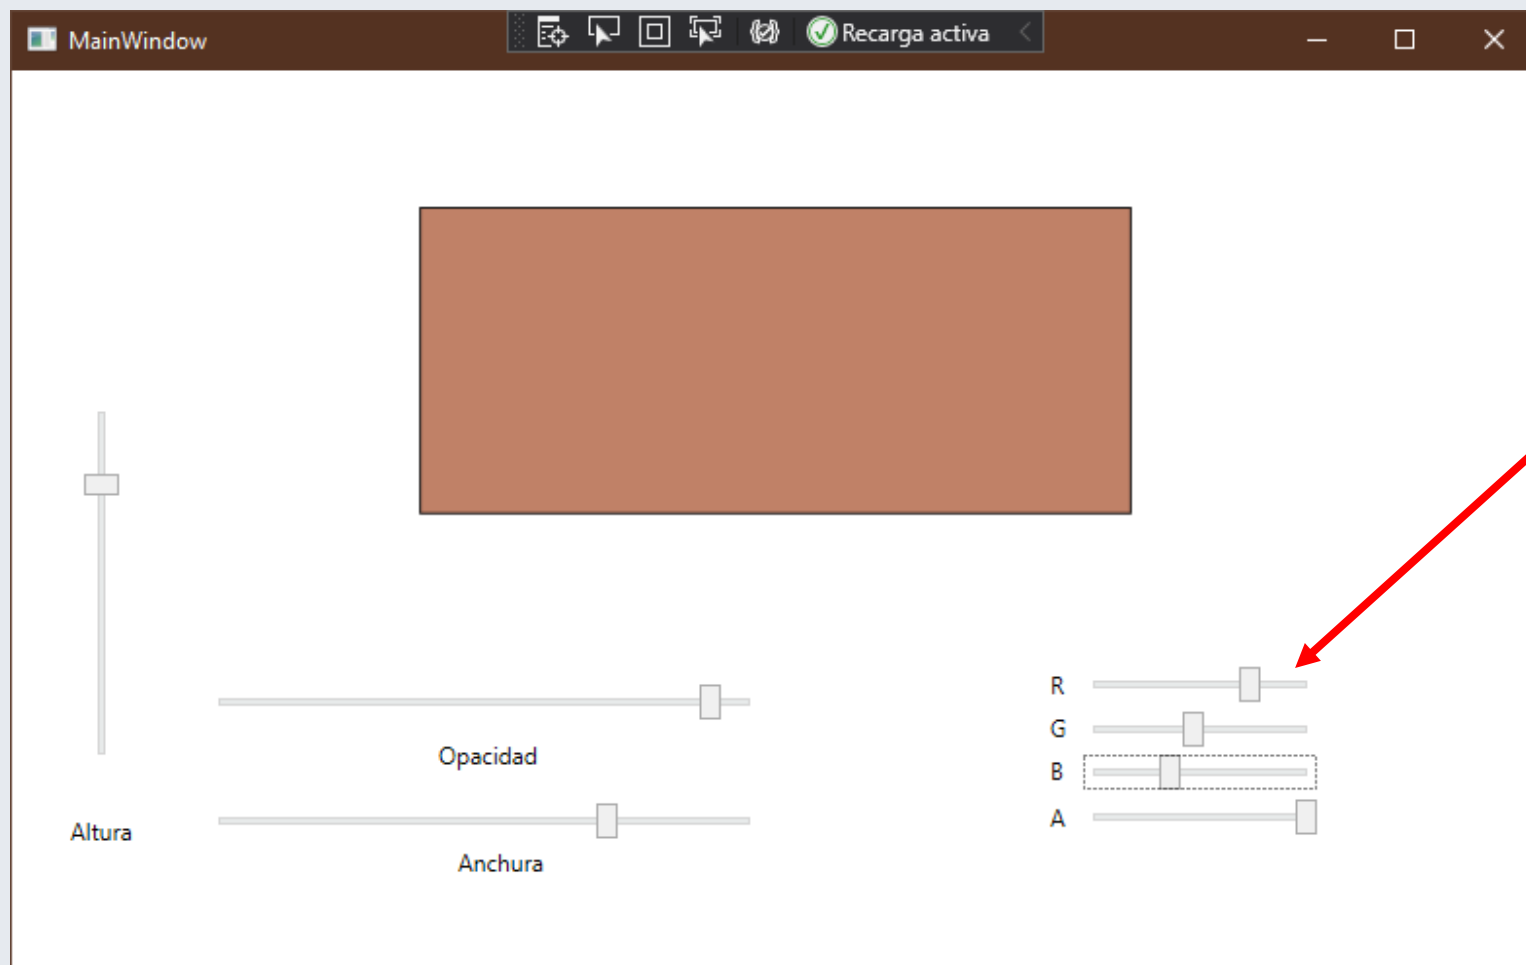 MainWindow
Recarga activa
R
G
Opacidad
B
A
Altura
Anchura